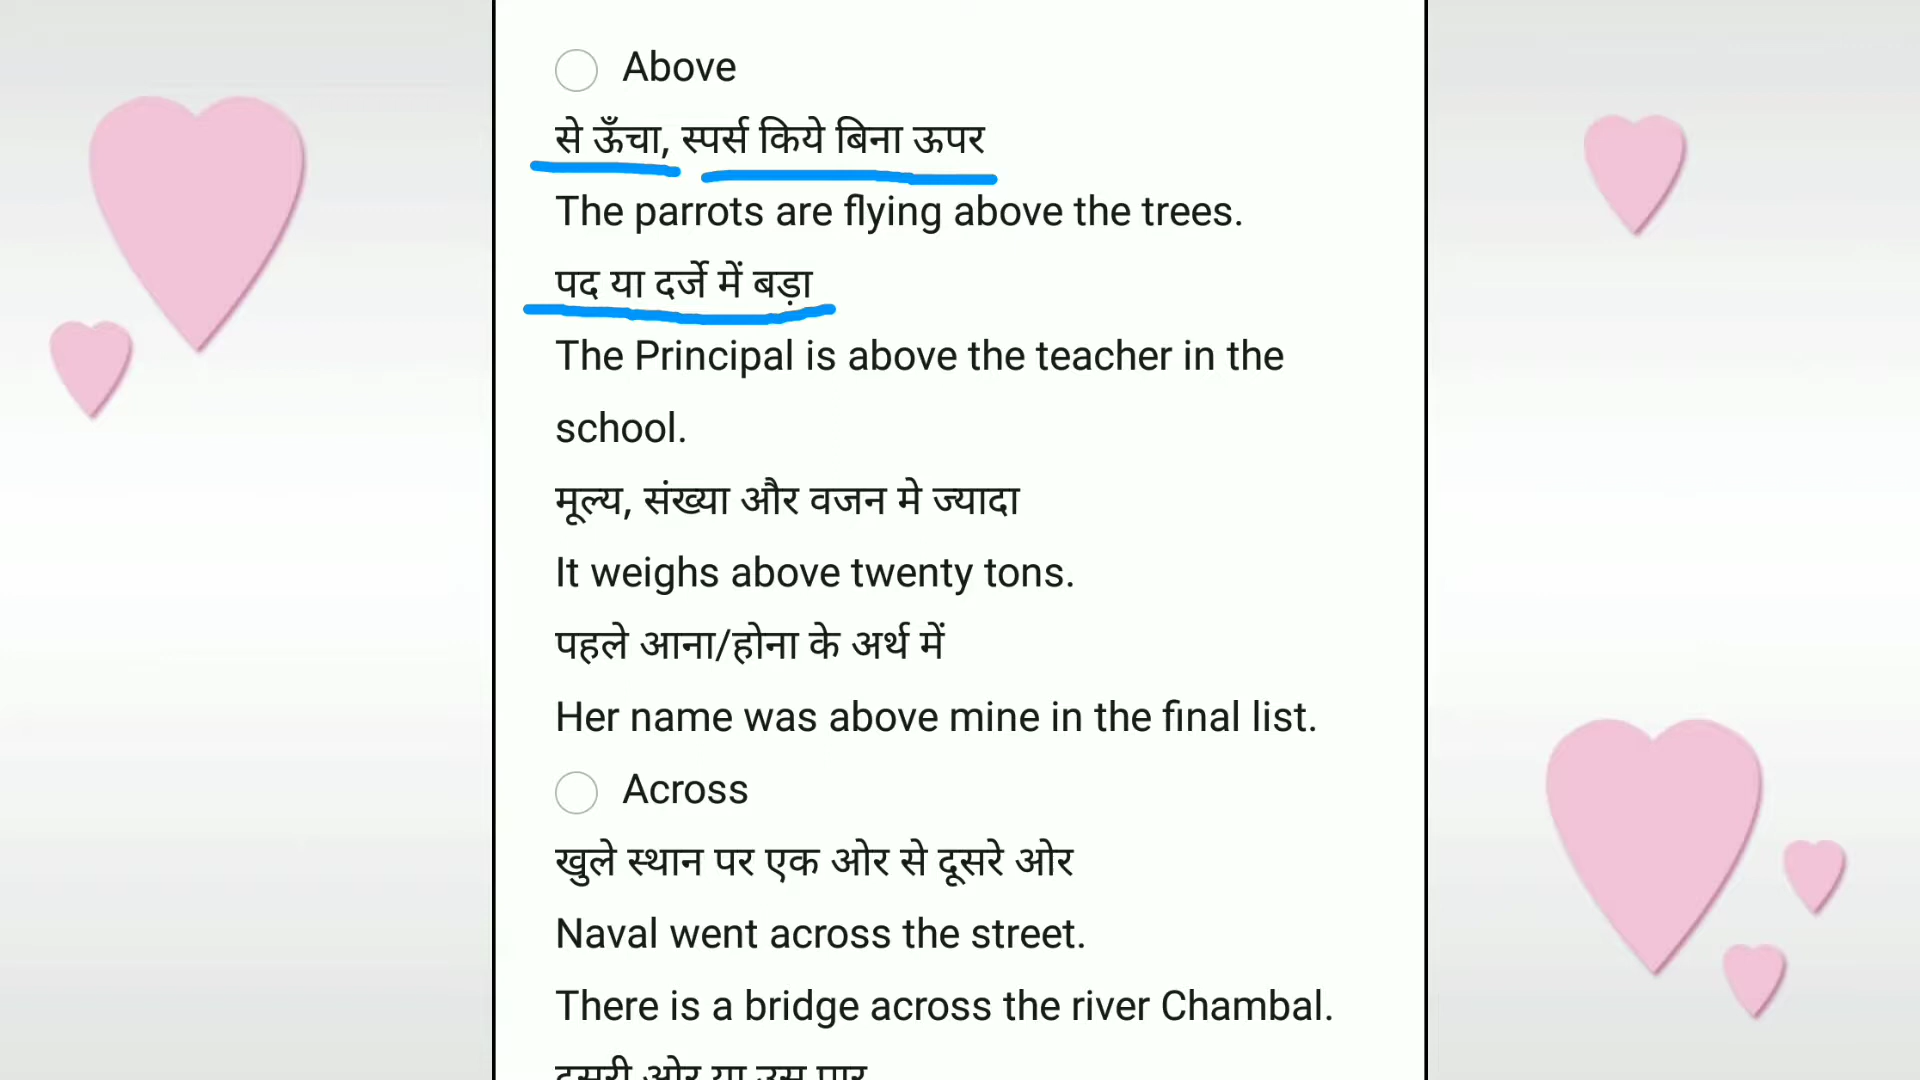 Above
से ऊँचा, स्पर्स किये बिना ऊपर
The parrots are flying above the trees.
पद या दर्जे में बड़ा
The Principal is above the teacher in the
school.
मूल्य, संख्या और वजन मे ज्यादा
It weighs above twenty tons.
पहले आना/होना के अर्थ में
Her name was above mine in the final list.
Across
खुले स्थान पर एक ओर से दूसरे ओर
Naval went across the street.
There is a bridge across the river Chambal.
दूसरी ओर या उस पार